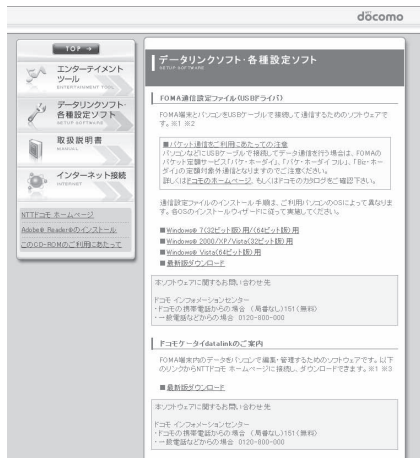 döcomo
TOP →
エンターテイメント
ツール
ENTERTAINMENT TOOL
データリンクソフト・
各種設定ソフト
SETUP SOFTWARE
取扱説明書
MANUAL
インターネット接続
INTERNET
NTTドコモ ホームページ
Adobe® Reader®のインストール
このCD-ROMのご利用にあたって
データリンクソフト・各種設定ソフト
SETUP SOFTWARE
FOMA通信設定ファイル(USBドライバ)
FOMA端末とパソコンをUSBケーブルで接続して通信するためのソフトウェアで
す。※1 ※2
■パケット通信をご利用にあたっての注意
パソコンなどにUSBケーブルで接続してデータ通信を行う場合は、FOMAの
パケット定額サービス「パケ・ホーダイ」、「パケ・ホーダイフル」、「Biz・ホー
ダイ」の定額対象外通信となりますのでご注意ください。
詳しくはドコモのホームページ、もしくはドコモのカタログをご確認下さい。
通信設定ファイルのインストール手順は、ご利用パソコンのOSによって異なりま
す。各OSのインストールウィザードに従って実施してください。
■Windows® 7(32ビット版)用/(64ビット版)用
■Windows® 2000/XP/Vista(32ビット版)用
■Windows® Vista(64ビット版)用
■最新版ダウンロード
本ソフトウェアに関するお問い合わせ先
ドコモ インフォメーションセンター
・ドコモの携帯電話からの場合 (局番なし)151(無料)
・一般電話などからの場合 0120-800-000
ドコモケータイdatalinkのご案内
FOMA端末内のデータをパソコンで編集・管理するためのソフトウェアです。以下
のリンクからNTTドコモ ホームページに接続し、ダウンロードできます。※1 ※3
■最新版ダウンロード
本ソフトウェアに関するお問い合わせ先
ドコモ インフォメーションセンター
・ドコモの携帯電話からの場合 (局番なし)151(無料)
・一般電話などからの場合 0120-800-000